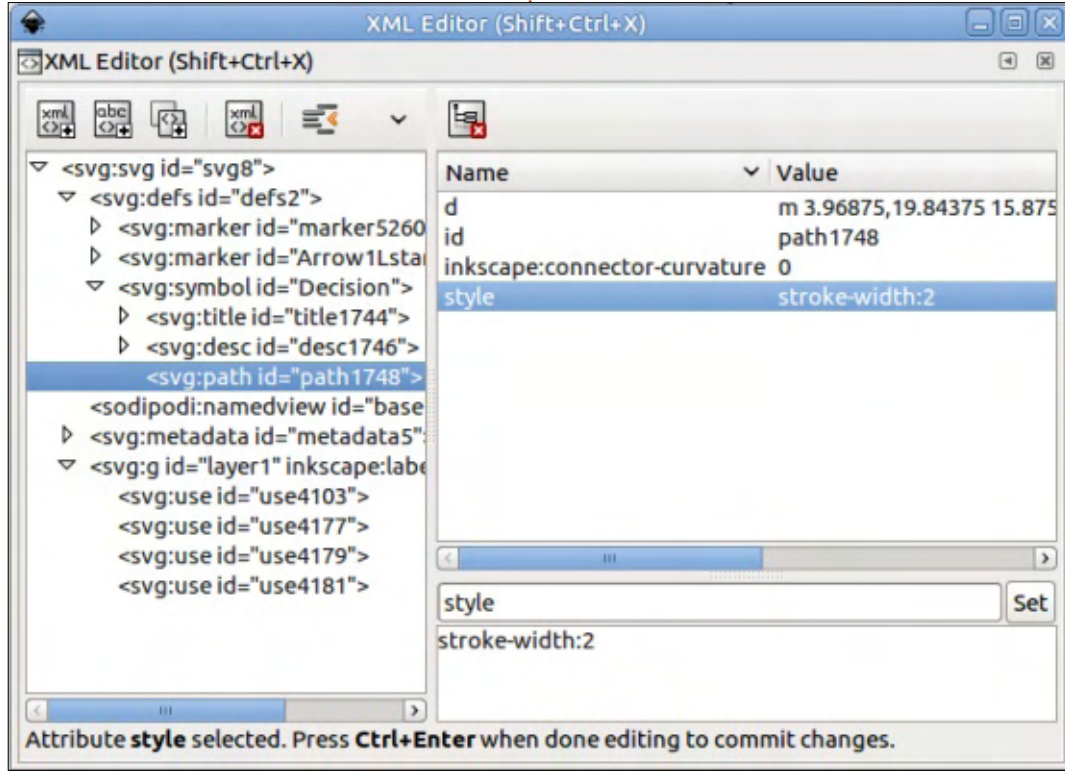 XML Editor (Shift+Ctrl+X)
XML Editor (Shift+Ctrl+X)
xml <>
abc <>
<>
xml <>
<svg:svg id="svg8">
<svg:defs id="defs2">
<svg:marker id="marker5260
<svg:marker id="Arrow1Lstar
<svg:symbol id="Decision">
<svg:title id="title1744">
<svg:desc id="desc1746">
<svg:path id="path1748">
<sodipodi:namedview id="base
<svg:metadata id="metadata5":
<svg:g id="layer1" inkscape:labe
<svg:use id="use4103">
<svg:use id="use4177">
<svg:use id="use4179">
<svg:use id="use4181">
Name Value
d m 3.96875,19.84375 15.875
id path1748
inkscape:connector-curvature 0
style stroke-width:2
style Set
stroke-width:2
Attribute style selected. Press Ctrl+Enter when done editing to commit changes.